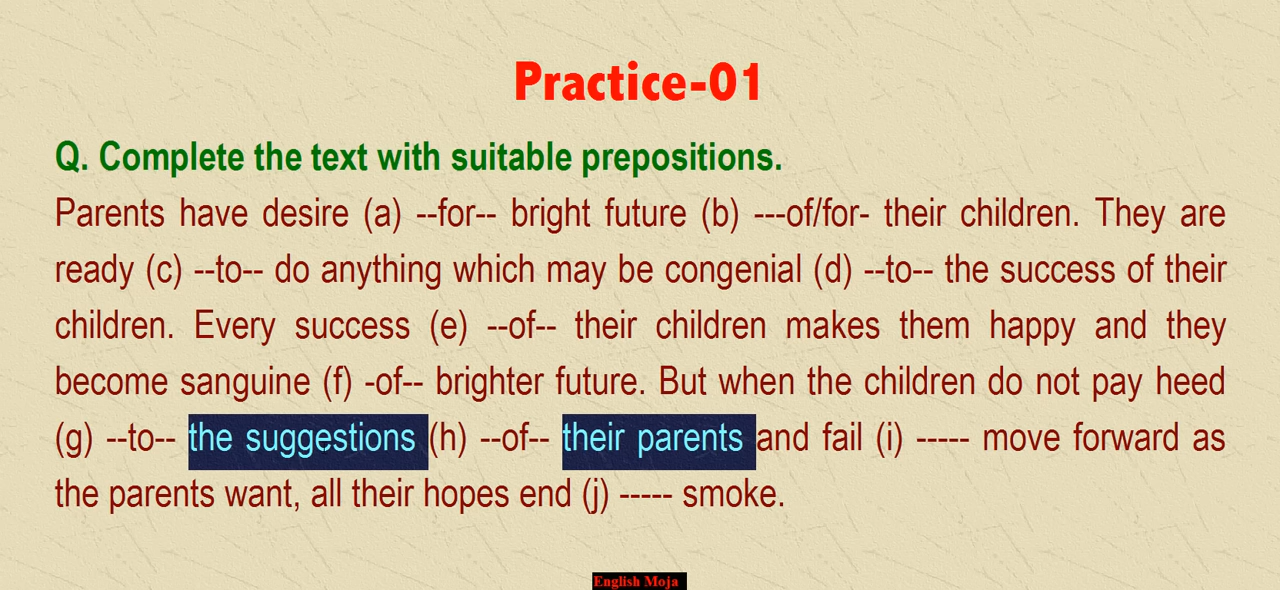 Practice-01
Q. Complete the text with suitable prepositions.
Parents have desire (a) --for-- bright future (b) ---of/for- their children. They are
ready (c) --to-- do anything which may be congenial (d) --to-- the success of their
children. Every success (e) --of-- their children makes them happy and they
become sanguine (f) -of-- brighter future. But when the children do not pay heed
(g) --to-- the suggestions (h) --of-- their parents and fail (i) ----- move forward as
the parents want, all their hopes end (j) ----- smoke.
English Moja